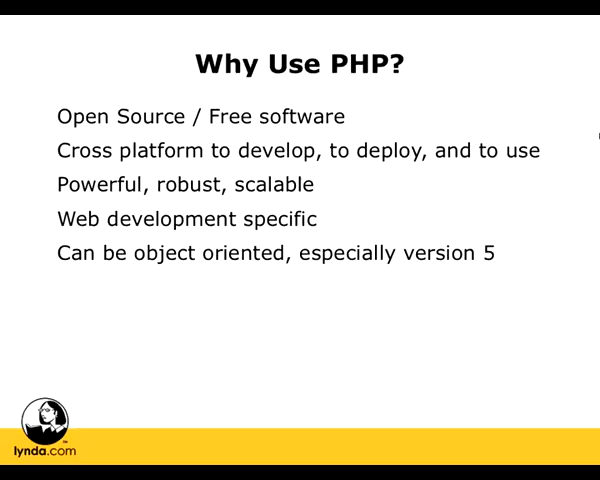 Why Use PHP?
Open Source / Free software
Cross platform to develop, to deploy, and to use
Powerful, robust, scalable
Web development specific
Can be object oriented, especially version 5
lynda.com